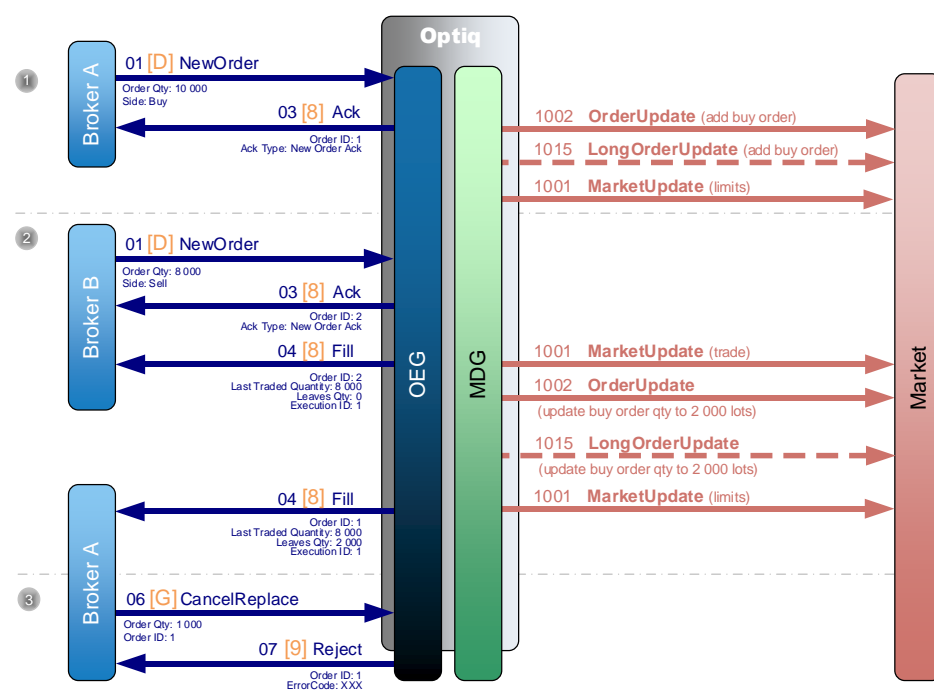 Optiq
1
Broker A
01 [D] NewOrder
Order Qty: 10 000
Side: Buy
03 [8] Ack
Order ID: 1
Ack Type: New Order Ack
1002 OrderUpdate (add buy order)
1015 LongOrderUpdate (add buy order)
1001 MarketUpdate (limits)
2
Broker B
01 [D] NewOrder
Order Qty: 8 000
Side: Sell
03 [8] Ack
Order ID: 2
Ack Type: New Order Ack
04 [8] Fill
Order ID: 2
Last Traded Quantity: 8 000
Leaves Qty: 0
Execution ID: 1
OEG
MDG
1001 MarketUpdate (trade)
1002 OrderUpdate
(update buy order qty to 2 000 lots)
1015 LongOrderUpdate
(update buy order qty to 2 000 lots)
1001 MarketUpdate (limits)
Market
Broker A
04 [8] Fill
Order ID: 1
Last Traded Quantity: 8 000
Leaves Qty: 2 000
Execution ID: 1
3
06 [G] CancelReplace
Order Qty: 1 000
Order ID: 1
07 [9] Reject
Order ID: 1
ErrorCode: XXX